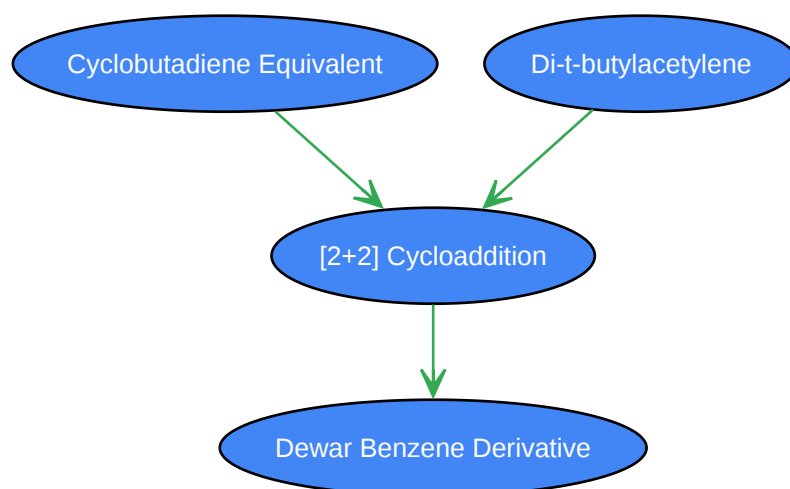 Cyclobutadiene Equivalent
Di-t-butylacetylene
[2+2] Cycloaddition
Dewar Benzene Derivative